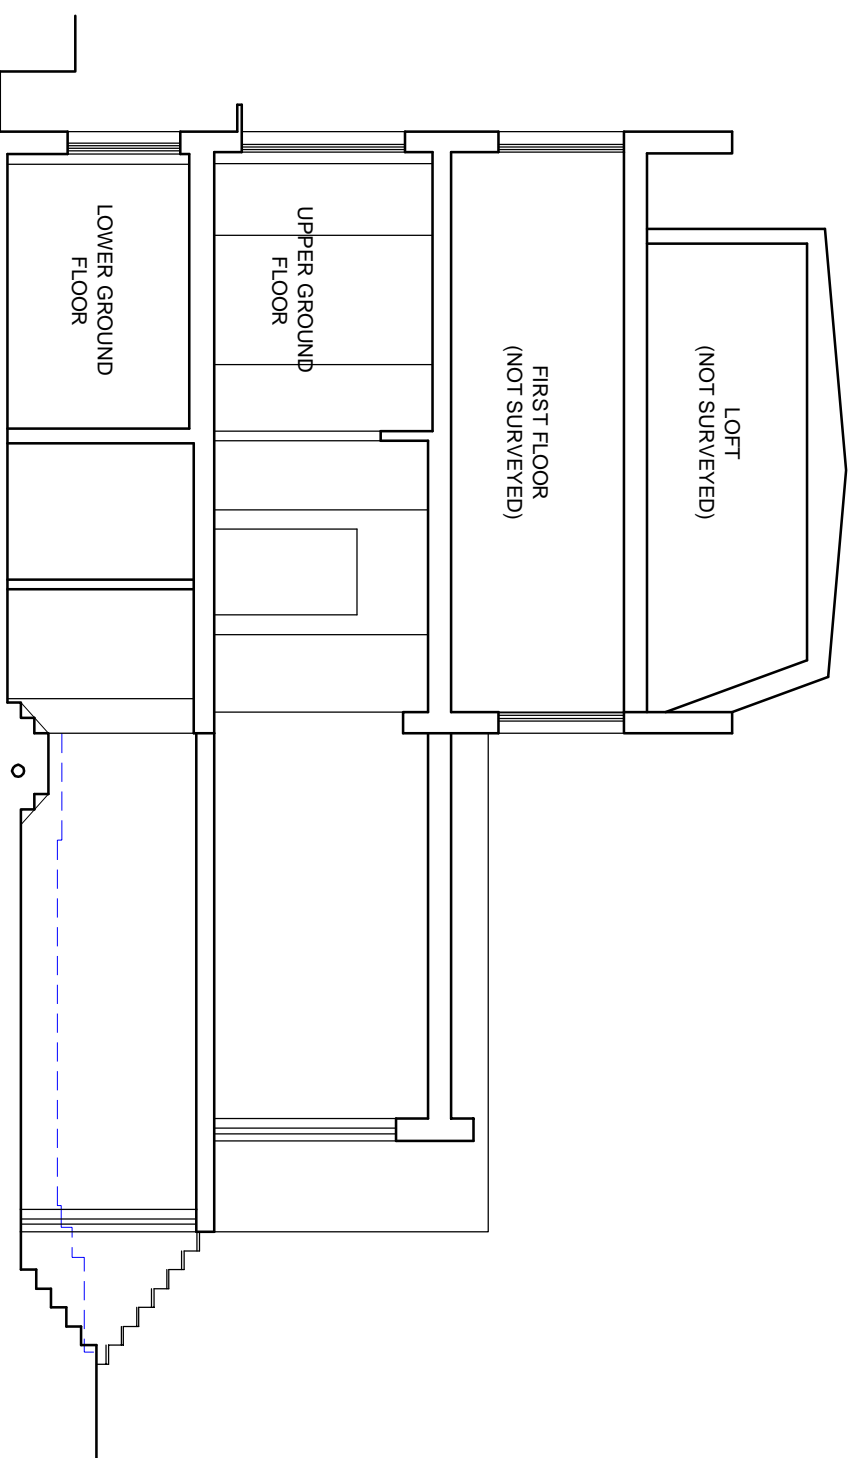 LOFT
(NOT SURVEYED)
FIRST FLOOR
(NOT SURVEYED)
UPPER GROUND
FLOOR
LOWER GROUND
FLOOR